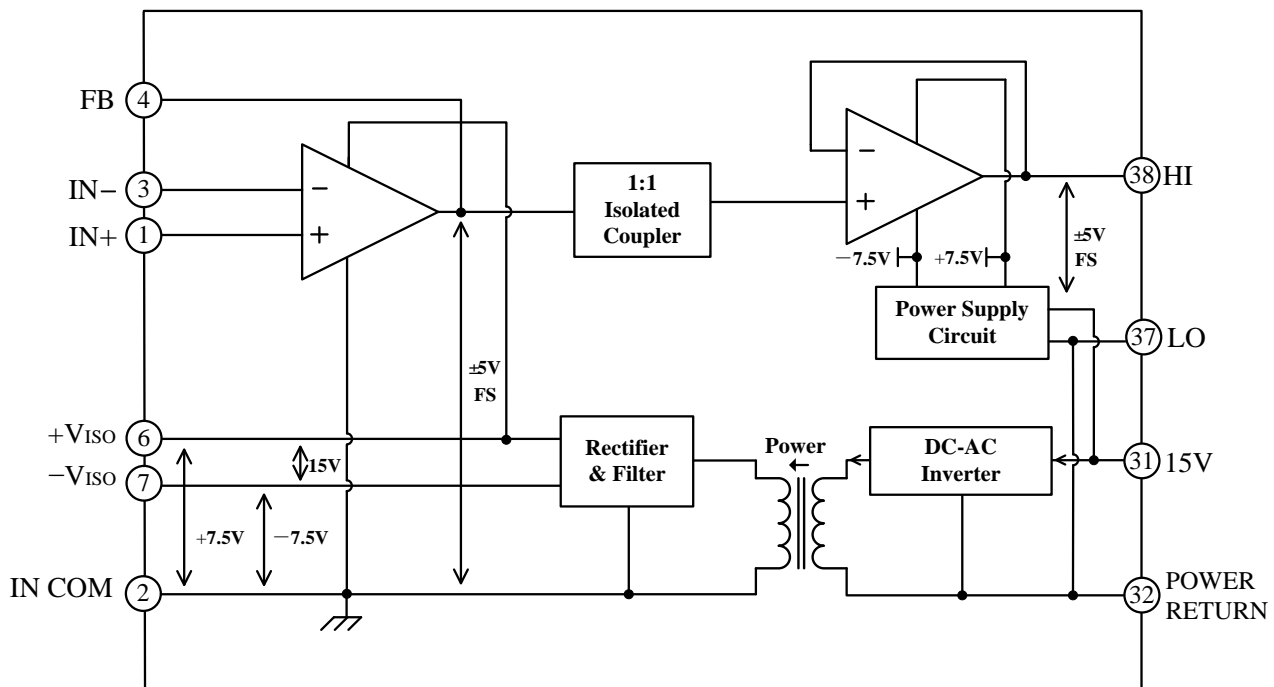 FB
4
IN−
3
IN+
1
−
+
1:1
Isolated
Coupler
−
+
38
HI
±5V
FS
−7.5V
+7.5V
Power Supply
Circuit
37
LO
±5V
FS
+VISO
6
−VISO
7
15V
+7.5V
−7.5V
Rectifier
& Filter
Power
DC-AC
Inverter
31
15V
IN COM
2
32
POWER
RETURN